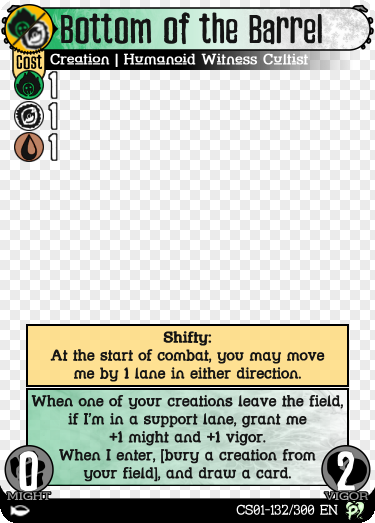 Bottom of the Barrel
Cost
Creation | Humanoid Witness Cultist
1
1
1
Shifty:
At the start of combat, you may move
me by 1 lane in either direction.
When one of your creations leave the field,
if I'm in a support lane, grant me
+1 might and +1 vigor.
When I enter, [bury a creation from
your field], and draw a card.
0
MIGHT
2
VIGOR
CS01-132/300 EN